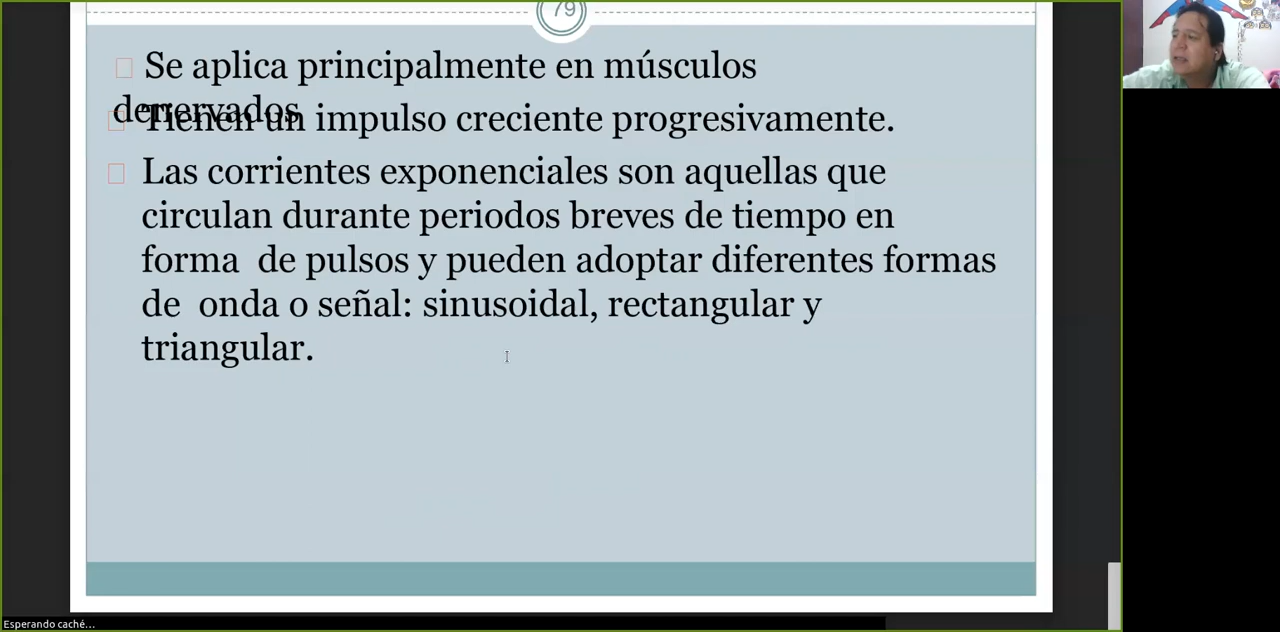 79
Se aplica principalmente en músculos
denervados
Tienen un impulso creciente progresivamente.
Las corrientes exponenciales son aquellas que
circulan durante periodos breves de tiempo en
forma de pulsos y pueden adoptar diferentes formas
de onda o señal: sinusoidal, rectangular y
triangular.
Esperando caché...